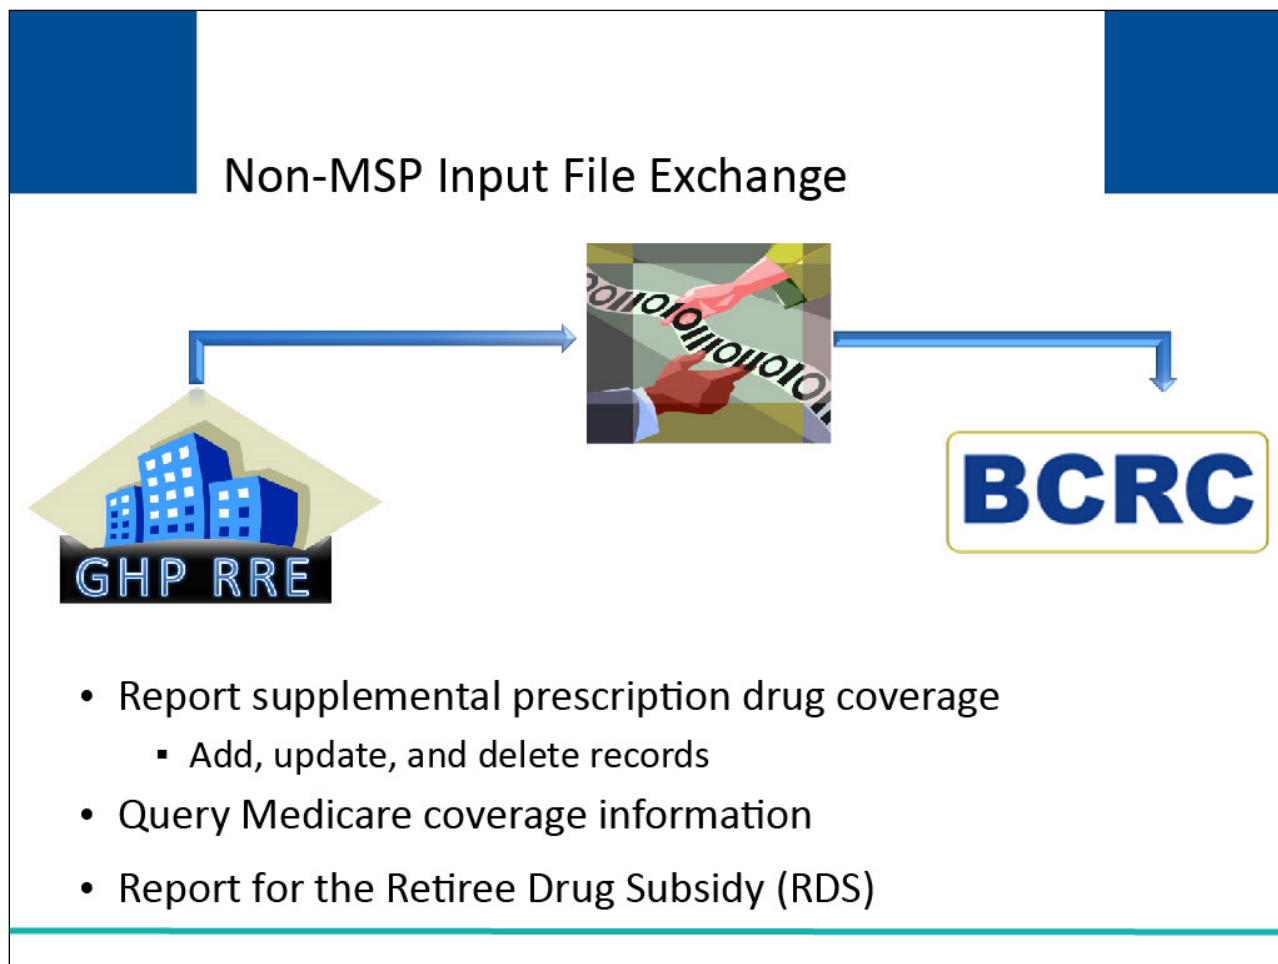 Non-MSP Input File Exchange
GHP RRE
BCRC
• Report supplemental prescription drug coverage
▪ Add, update, and delete records
• Query Medicare coverage information
• Report for the Retiree Drug Subsidy (RDS)